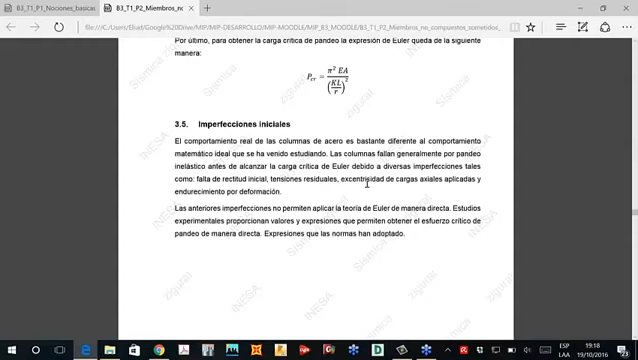 B3_T1_P1_Nociones_basicas
B3_T1_P2_Miembros_no
file:///C:/Users/Eliad/Google%20Drive/MIP/MIP-DESARROLLO/MIP-MOODLE/MIP_B3_MOODLE/B3_T1_P2_Miembros_no_compuestos_sometidos_
Por último, para obtener la carga crítica de pandeo la expresión de Euler queda de la siguiente
manera:
P_cr = π² EA / (KL/r)²
3.5. Imperfecciones iniciales
El comportamiento real de las columnas de acero es bastante diferente al comportamiento
matemático ideal que se ha venido estudiando. Las columnas fallan generalmente por pandeo
inelástico antes de alcanzar la carga crítica de Euler debido a diversas imperfecciones tales
como: falta de rectitud inicial, tensiones residuales, excentricidad de cargas axiales aplicadas y
endurecimiento por deformación.
Las anteriores imperfecciones no permiten aplicar la teoría de Euler de manera directa. Estudios
experimentales proporcionan valores y expresiones que permiten obtener el esfuerzo crítico de
pandeo de manera directa. Expresiones que las normas han adoptado.
INESA
Sismica
zigurat
ESP
LAA
19:18
19/10/2016